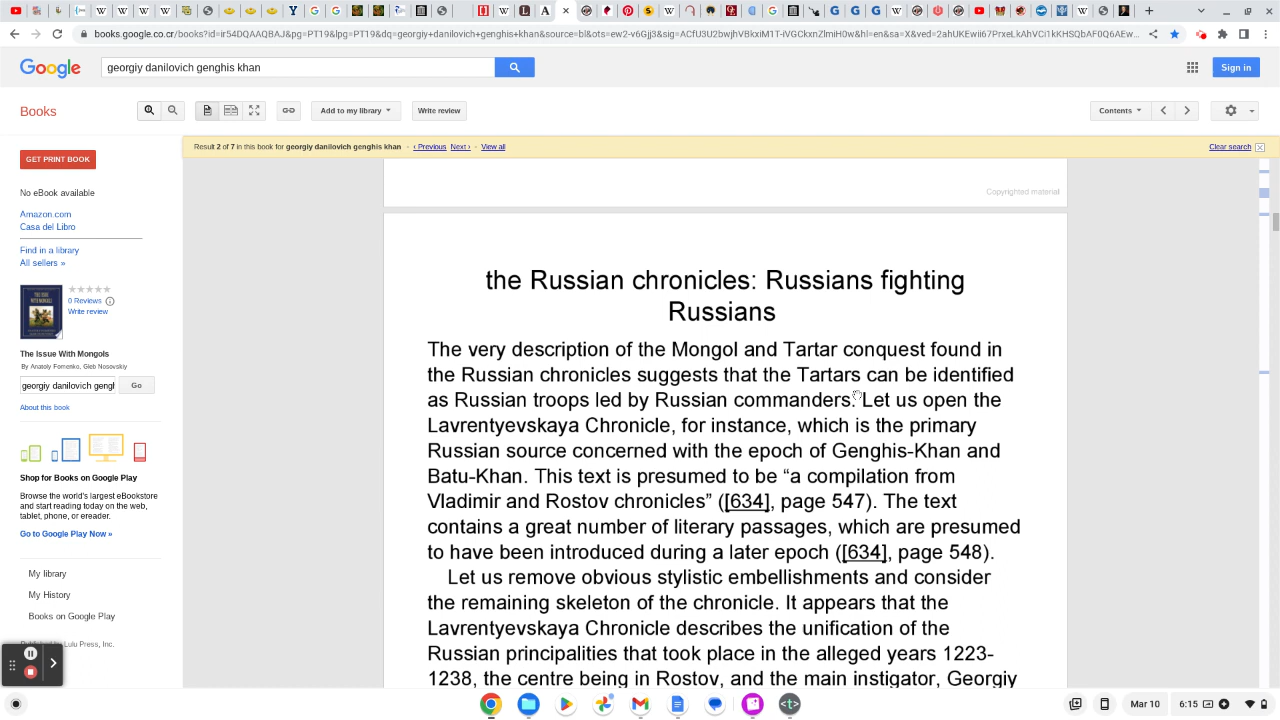 books.google.co.cr/books?id=ir54DQAAQBAJ&pg=PT19&lpg=PT19&dq=georgiy+danilovich+genghis+khan&source=bl&ots=ew2-v6Gjj3&sig=ACfU3U2bwjhVBkxiM1T-iVGCkxnZlmiH0w&hl=en&sa=X&ved=2ahUKEwii67PrxeLkAhVCi1kKHSQbAF0Q6AEw...
Google
georgiy danilovich genghis khan
Sign in
Books
Add to my library
Write review
Contents
Result 2 of 7 in this book for georgiy danilovich genghis khan - ‹ Previous Next › - View all
Clear search
GET PRINT BOOK
No eBook available
Amazon.com
Casa del Libro
Find in a library
All sellers »
0 Reviews
Write review
The Issue With Mongols
By Anatoly Fomenko, Gleb Nosovskiy
georgiy danilovich gengh
Go
About this book
Shop for Books on Google Play
Browse the world's largest eBookstore
and start reading today on the web,
tablet, phone, or ereader.
Go to Google Play Now »
My library
My History
Books on Google Play
by Lulu Press, Inc.
Copyrighted material
the Russian chronicles: Russians fighting
Russians
The very description of the Mongol and Tartar conquest found in
the Russian chronicles suggests that the Tartars can be identified
as Russian troops led by Russian commanders. Let us open the
Lavrentyevskaya Chronicle, for instance, which is the primary
Russian source concerned with the epoch of Genghis-Khan and
Batu-Khan. This text is presumed to be “a compilation from
Vladimir and Rostov chronicles” ([634], page 547). The text
contains a great number of literary passages, which are presumed
to have been introduced during a later epoch ([634], page 548).
Let us remove obvious stylistic embellishments and consider
the remaining skeleton of the chronicle. It appears that the
Lavrentyevskaya Chronicle describes the unification of the
Russian principalities that took place in the alleged years 1223-
1238, the centre being in Rostov, and the main instigator, Georgiy
Mar 10
6:15